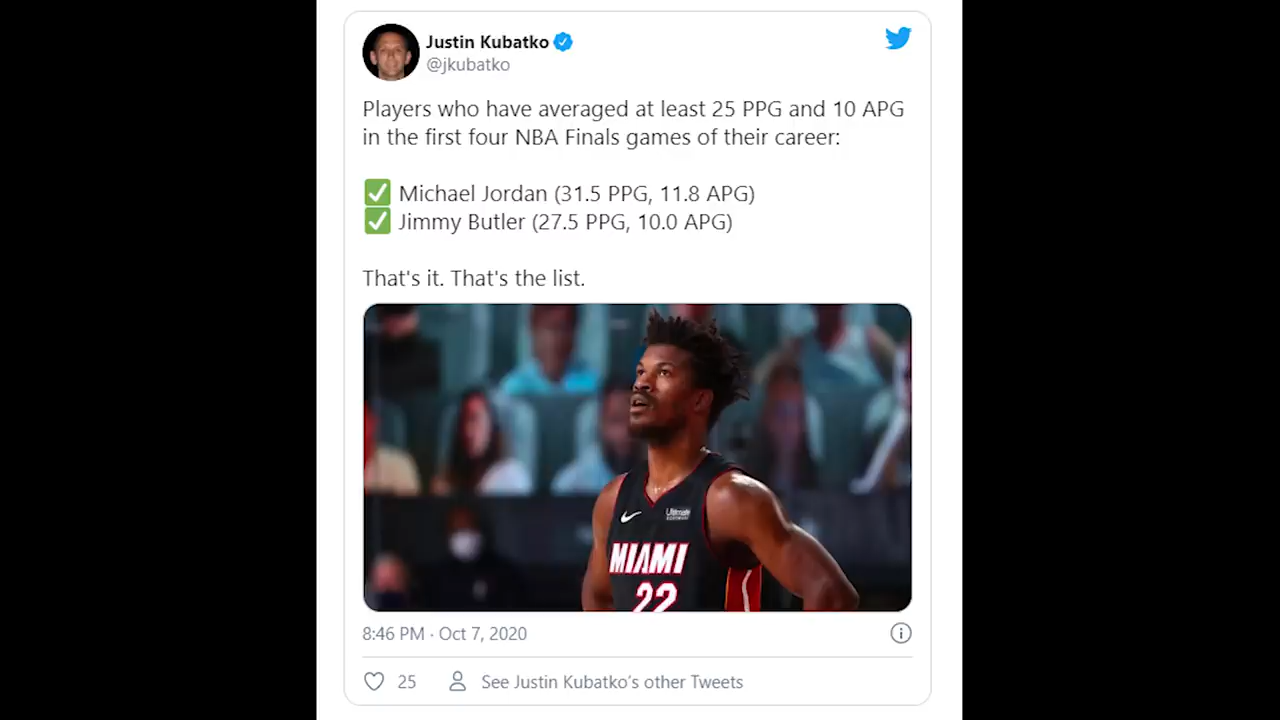 Justin Kubatko
@jkubatko
Players who have averaged at least 25 PPG and 10 APG
in the first four NBA Finals games of their career:
✅ Michael Jordan (31.5 PPG, 11.8 APG)
✅ Jimmy Butler (27.5 PPG, 10.0 APG)
That's it. That's the list.
Ultimate
MIAMI
22
8:46 PM · Oct 7, 2020
25
See Justin Kubatko's other Tweets